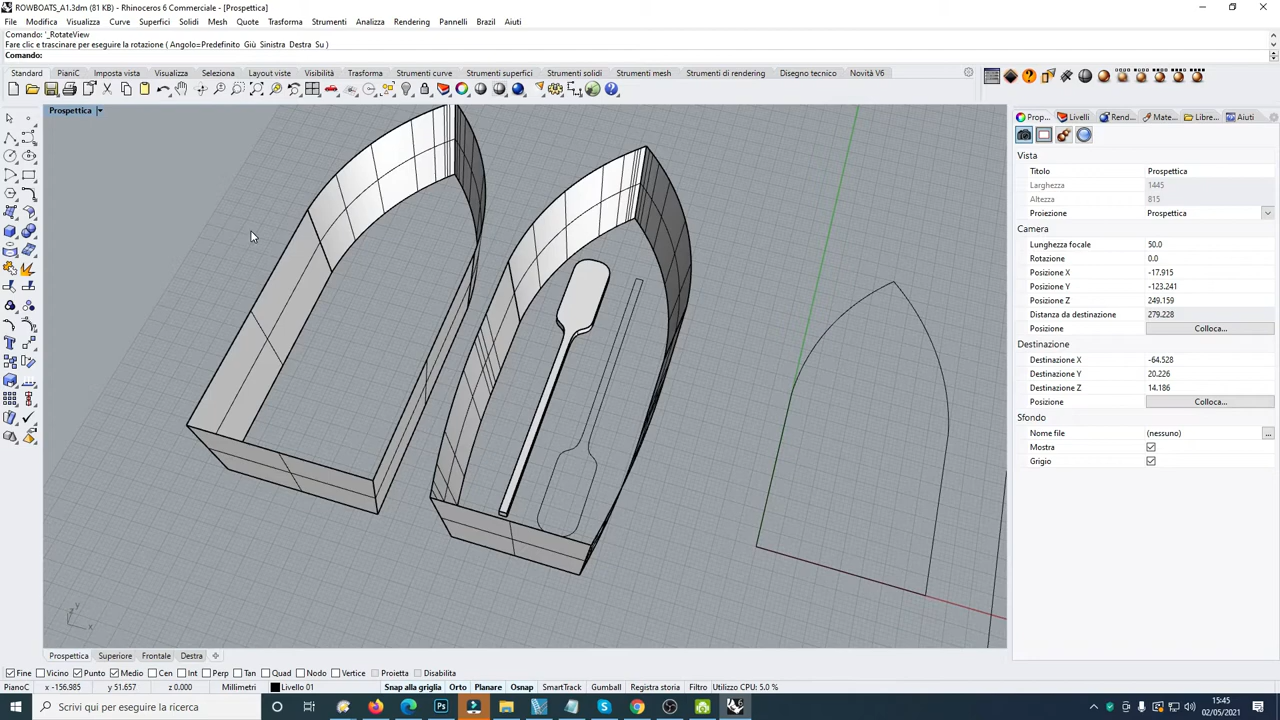 ROWBOATS_A1.3dm (81 KB) - Rhinoceros 6 Commerciale - [Prospettica]
File Modifica Visualizza Curve Superfici Solidi Mesh Quote Trasforma Strumenti Analizza Rendering Pannelli Brazil Aiuti
Comando: '_RotateView
Fare clic e trascinare per eseguire la rotazione ( Angolo=Predefinito Giù Sinistra Destra Su )
Comando:
Standard PianiC Imposta vista Visualizza Selezione Layout viste Visibilità Trasforma Strumenti curve Strumenti superfici Strumenti solidi Strumenti mesh Strumenti di rendering Disegno tecnico Novità V6
Prospettica
Prop... Livelli Rend... Mate... Libre... Aiuti
Vista
Titolo Prospettica
Larghezza 1445
Altezza 815
Proiezione Prospettica
Camera
Lunghezza focale 50.0
Rotazione 0.0
Posizione X -17.915
Posizione Y -123.241
Posizione Z 249.159
Distanza da destinazione 279.228
Posizione Colloca...
Destinazione
Destinazione X -64.528
Destinazione Y 20.226
Destinazione Z 14.186
Posizione Colloca...
Sfondo
Nome file (nessuno) ...
Mostra
Grigio
y
z
x
Prospettica Superiore Frontale Destra
Fine Vicino Punto Medio Cen Int Perp Tan Quad Nodo Vertice Proietta Disabilita
PianoC x -156.985 y 51.657 z 0.000 Millimetri Livello 01 Snap alla griglia Orto Planare Osnap SmartTrack Gumball Registra storia Filtro Utilizzo CPU: 5.0 %
Scrivi qui per eseguire la ricerca
15:45
02/05/2021